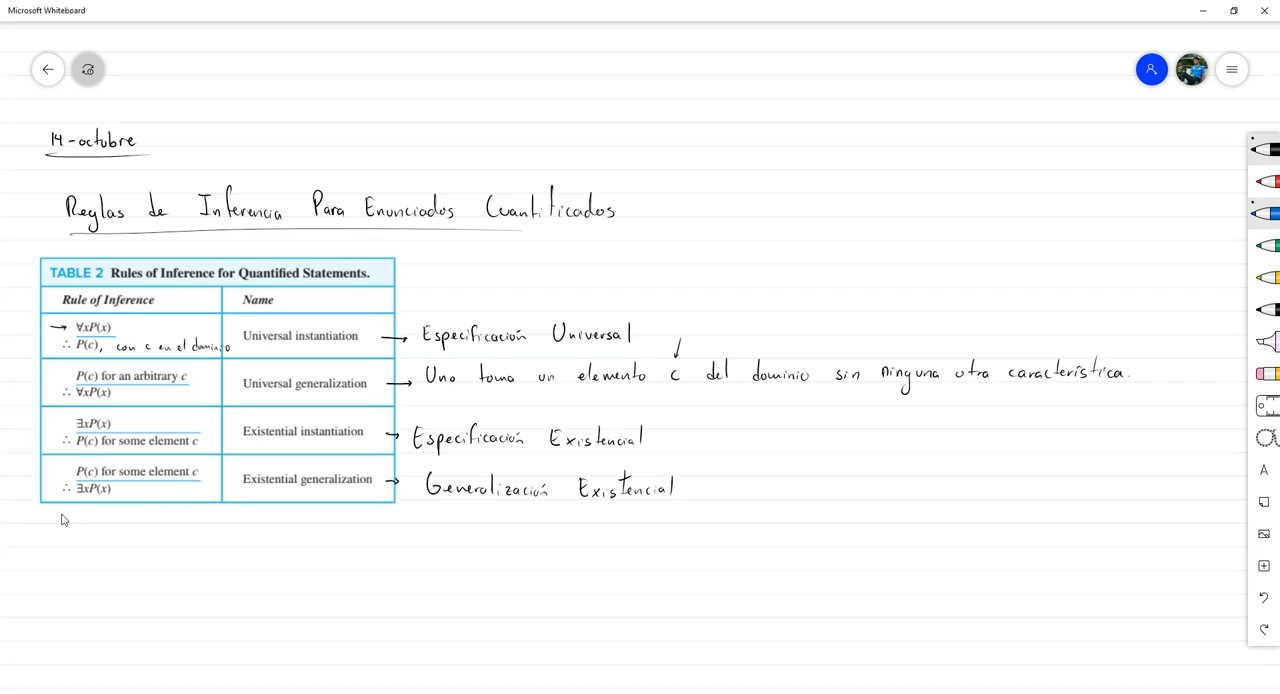 Microsoft Whiteboard
14-octubre
Reglas de Inferencia Para Enunciados Cuantificados
TABLE 2 Rules of Inference for Quantified Statements.
Rule of Inference Name
→ ∀xP(x)
∴ P(c), con c en el dominio
Universal instantiation → Especificación Universal
P(c) for an arbitrary c
∴ ∀xP(x)
Universal generalization → Uno toma un elemento c del dominio sin ninguna otra característica.
∃xP(x)
∴ P(c) for some element c
Existential instantiation → Especificación Existencial
P(c) for some element c
∴ ∃xP(x)
Existential generalization → Generalización Existencial
A